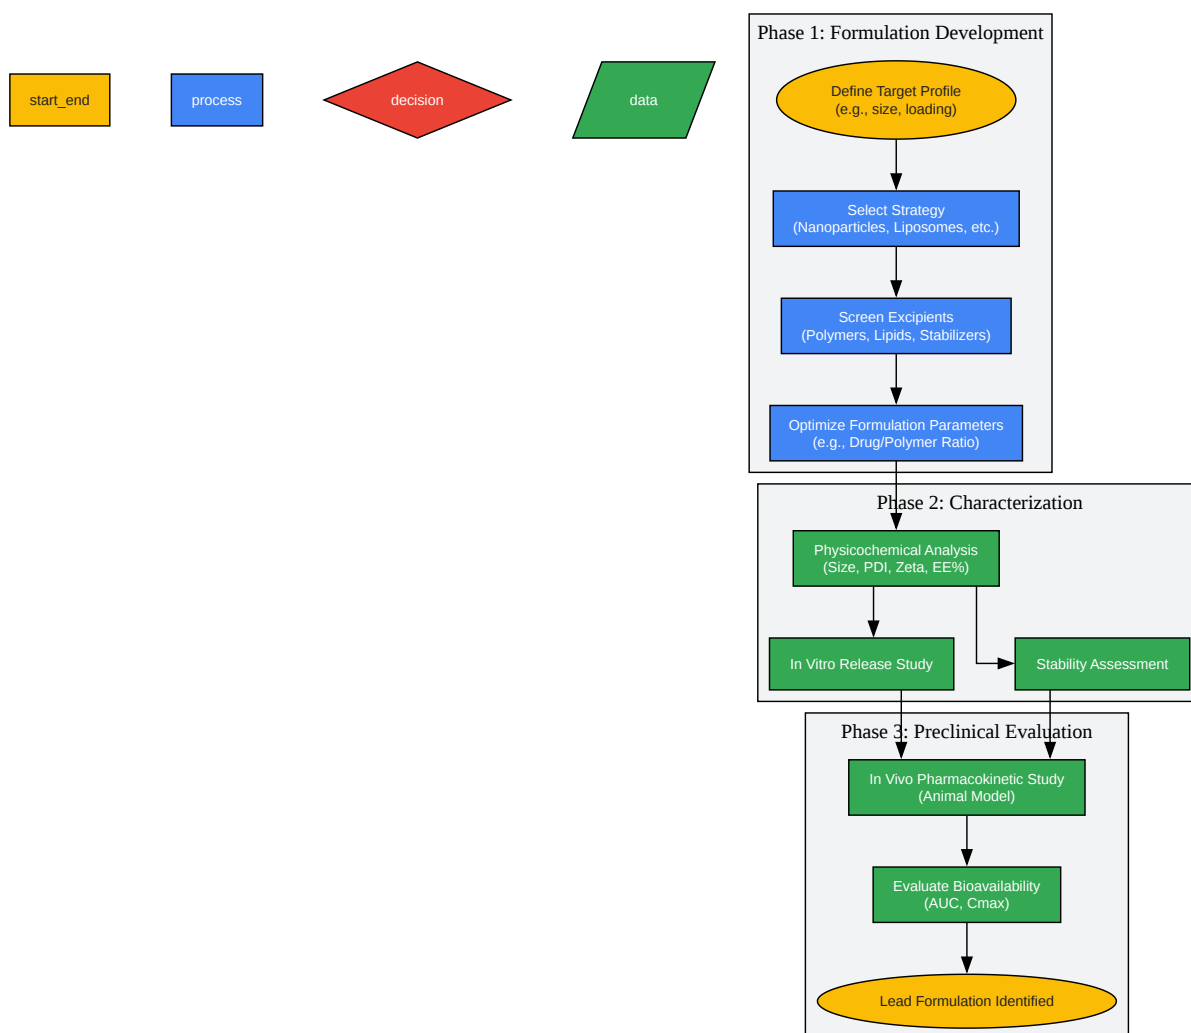 start_end
process
decision
data
Phase 1: Formulation Development
Define Target Profile
(e.g., size, loading)
Select Strategy
(Nanoparticles, Liposomes, etc.)
Screen Excipients
(Polymers, Lipids, Stabilizers)
Optimize Formulation Parameters
(e.g., Drug/Polymer Ratio)
Phase 2: Characterization
Physicochemical Analysis
(Size, PDI, Zeta, EE%)
In Vitro Release Study
Stability Assessment
Phase 3: Preclinical Evaluation
In Vivo Pharmacokinetic Study
(Animal Model)
Evaluate Bioavailability
(AUC, Cmax)
Lead Formulation Identified